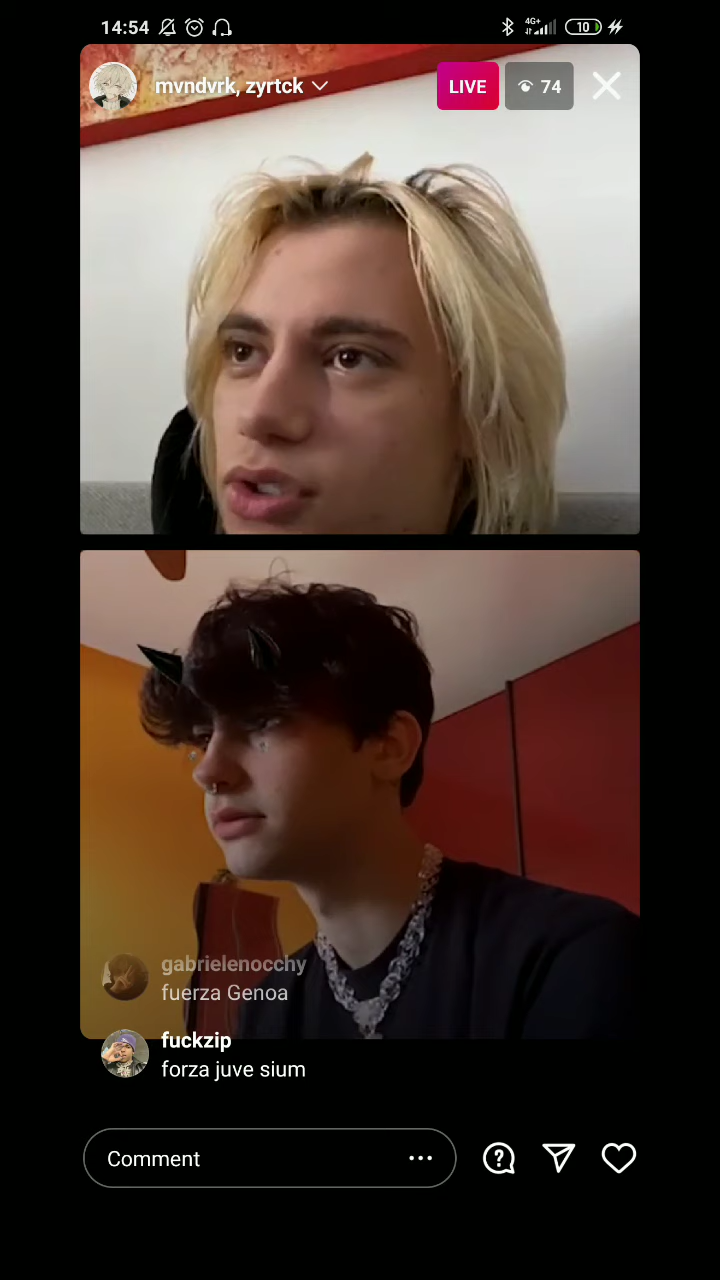 14:54
4G+
10
mvndvrk, zyrtck
LIVE
74
gabrielenocchy
fuerza Genoa
fuckzip
forza juve sium
Comment